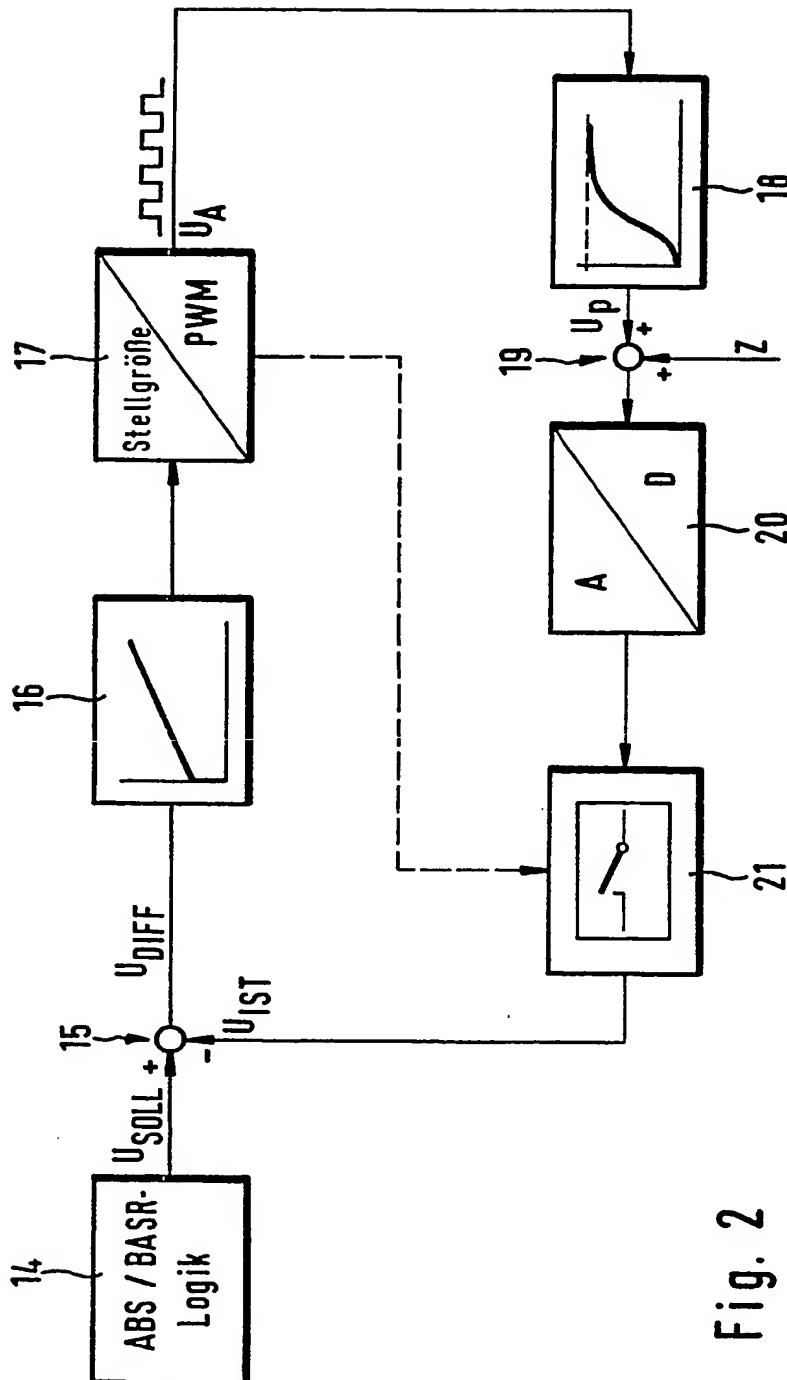 14
ABS / BASR-
Logik
U_SOLL
+
-
15
U_IST
U_DIFF
16
17
Stellgröße
PWM
U_A
18
U_p
+
+
19
Z
20
A
D
21
Fig. 2